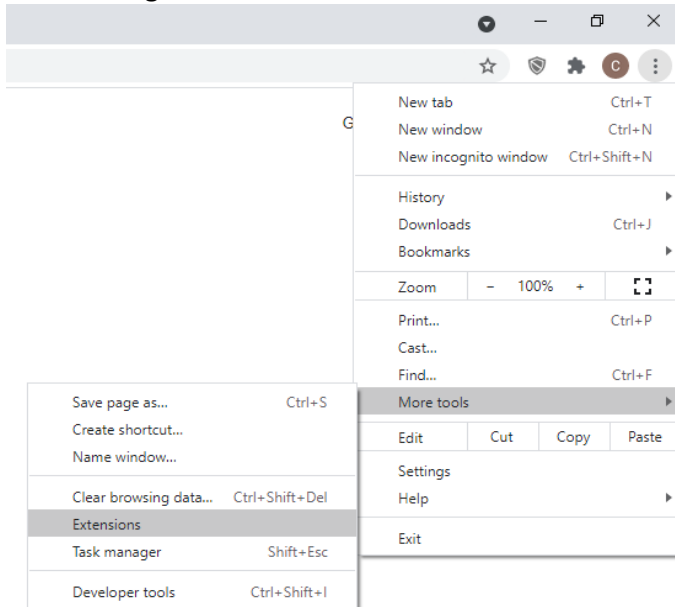 C
G
New tab Ctrl+T
New window Ctrl+N
New incognito window Ctrl+Shift+N
History
Downloads Ctrl+J
Bookmarks
Zoom - 100% +
Print... Ctrl+P
Cast...
Find... Ctrl+F
More tools
Edit Cut Copy Paste
Settings
Help
Exit
Save page as... Ctrl+S
Create shortcut...
Name window...
Clear browsing data... Ctrl+Shift+Del
Extensions
Task manager Shift+Esc
Developer tools Ctrl+Shift+I